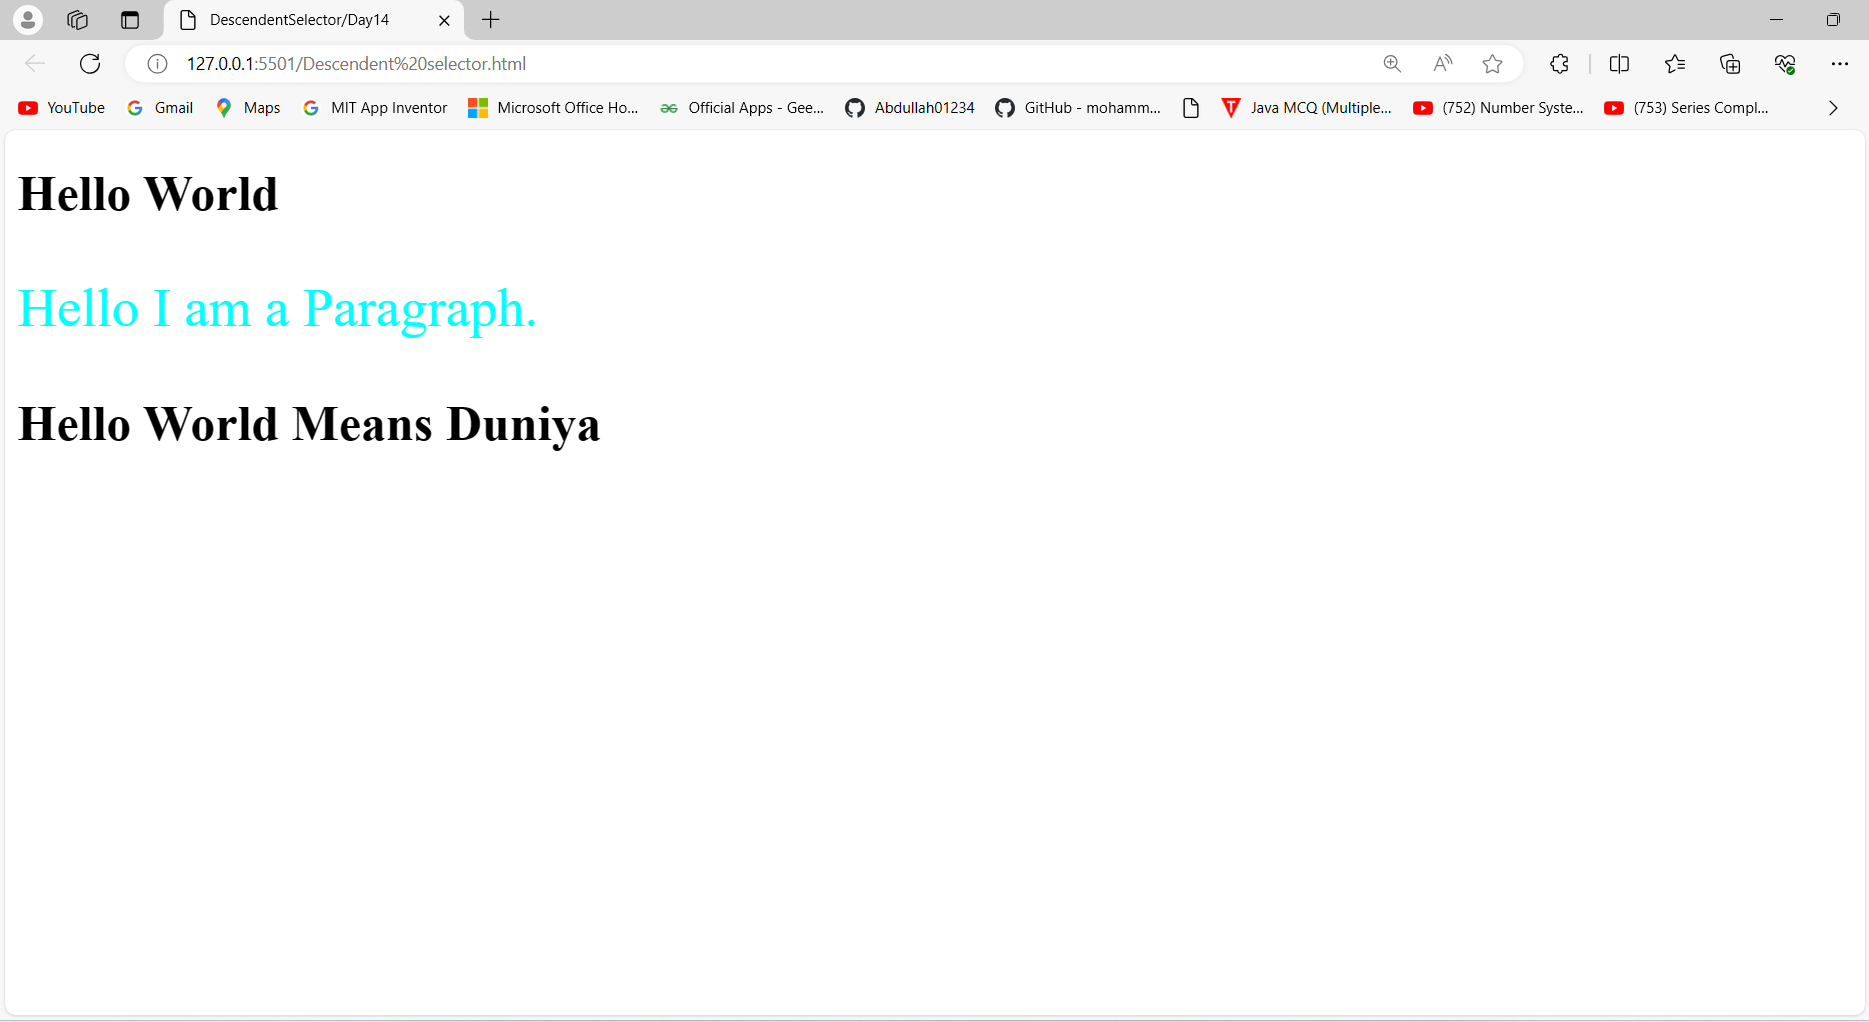 DescendentSelector/Day14
127.0.0.1:5501/Descendent%20selector.html
YouTube Gmail Maps MIT App Inventor Microsoft Office Ho... Official Apps - Gee... Abdullah01234 GitHub - mohamm... Java MCQ (Multiple... (752) Number Syste... (753) Series Compl...
Hello World
Hello I am a Paragraph.
Hello World Means Duniya